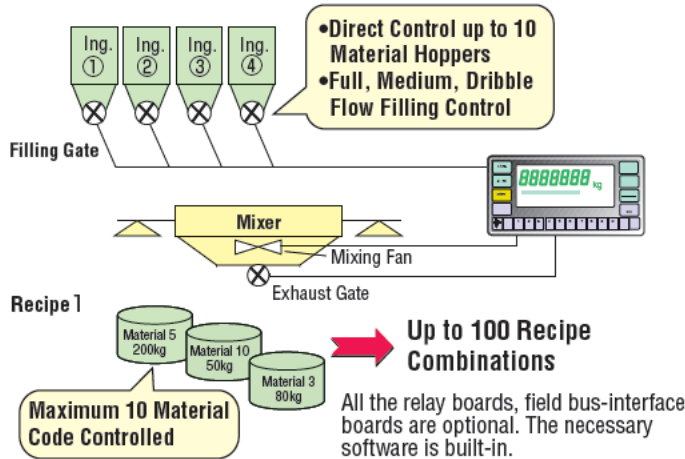 Ing.
①
Ing.
②
Ing.
③
Ing.
④
•Direct Control up to 10
Material Hoppers
•Full, Medium, Dribble
Flow Filling Control
Filling Gate
8888888 kg
Mixer
Mixing Fan
Exhaust Gate
Recipe 1
Material 5
200kg
Material 10
50kg
Material 3
80kg
Up to 100 Recipe
Combinations
Maximum 10 Material
Code Controlled
All the relay boards, field bus-interface
boards are optional. The necessary
software is built-in.